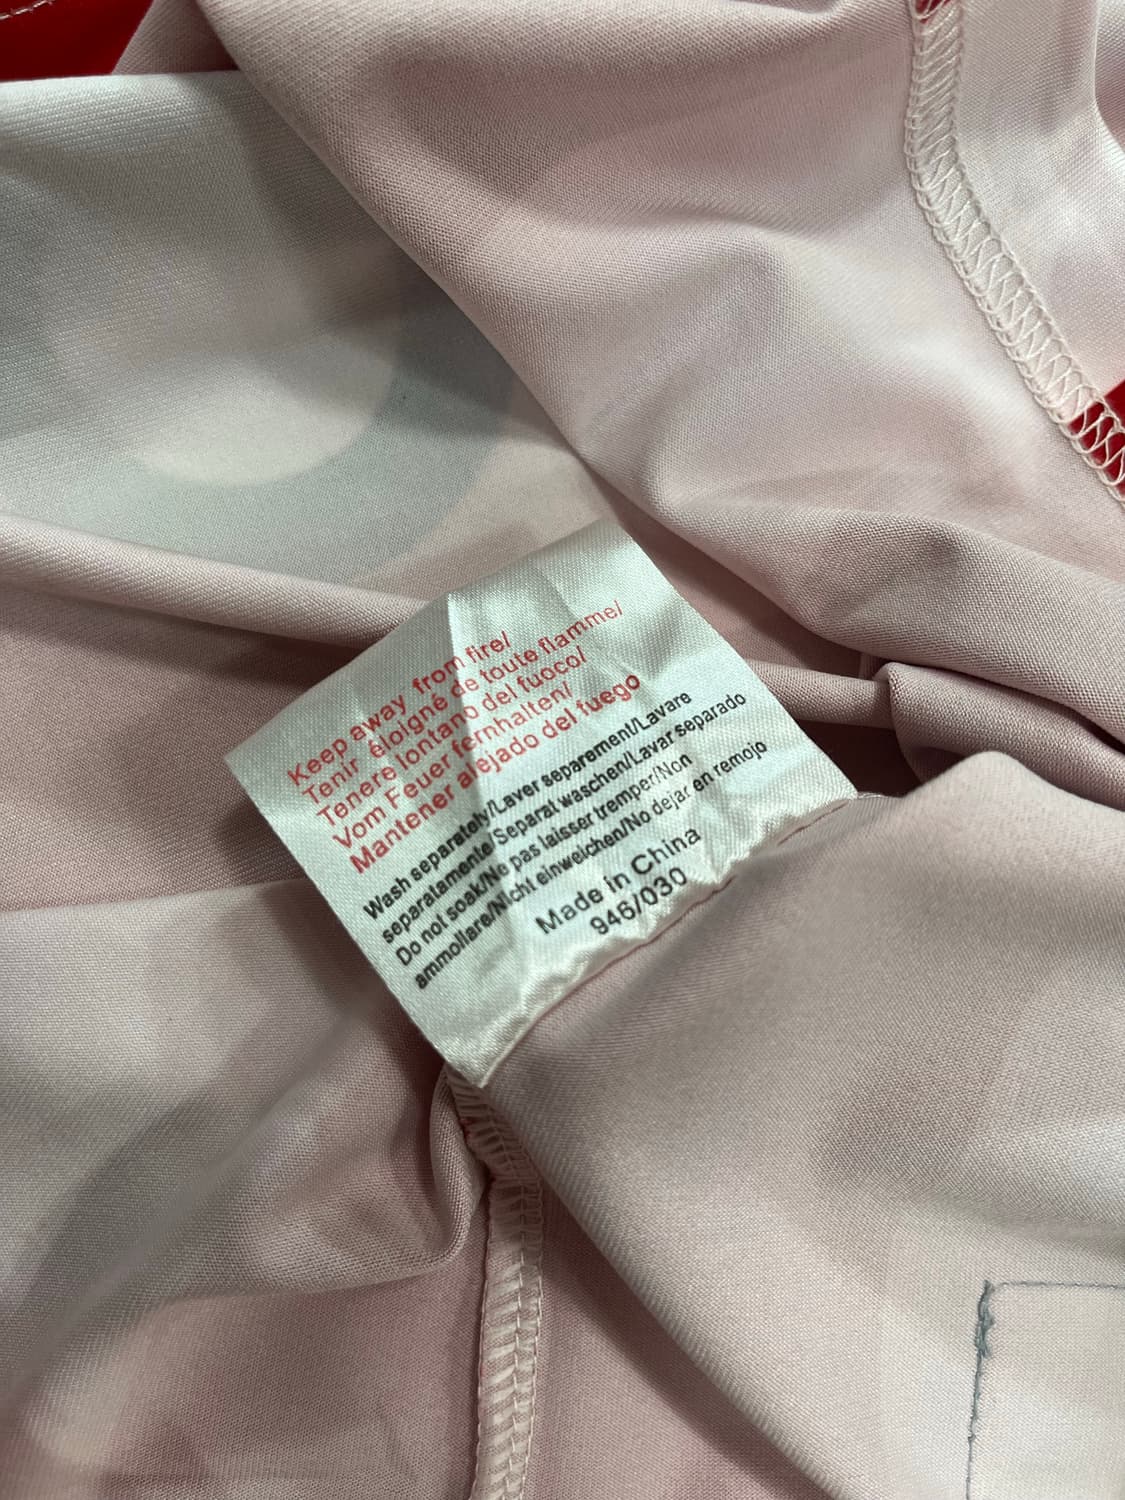 Keep away from fire/
Tenir éloigné de toute flamme/
Tenere lontano del fuoco/
Vom Feuer fernhalten/
Mantener alejado del fuego
Wash separately/Laver separement/Lavare
separatamente/Separat waschen/Lavar separado
Do not soak/Ne pas laisser tremper/Non
ammollare/Nicht einweichen/No dejar en remojo
Made in China
946/030